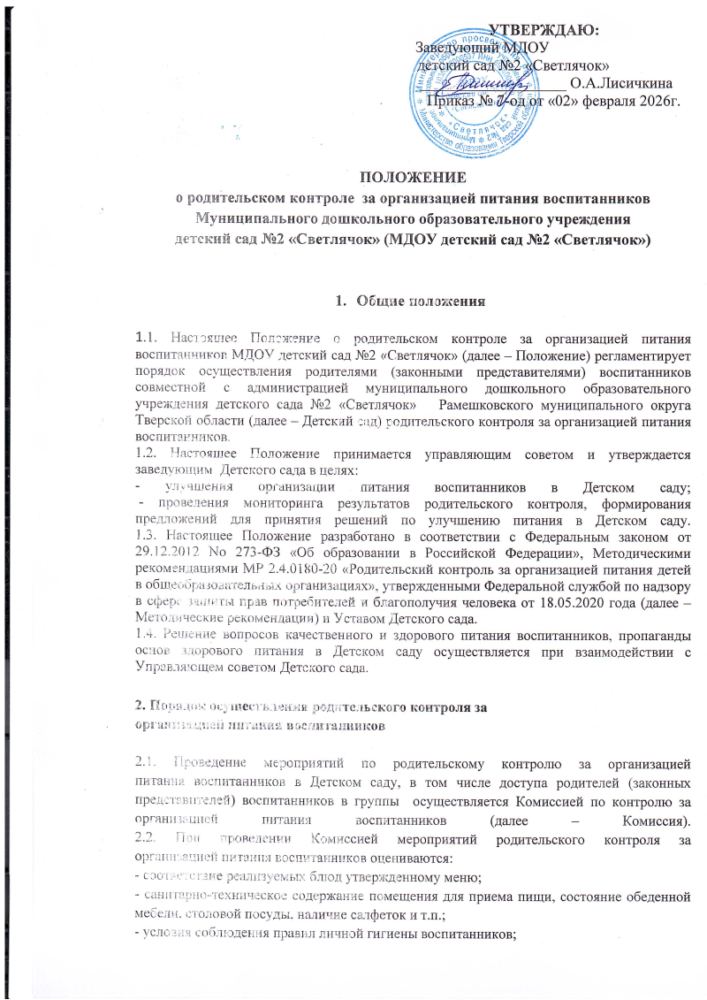 УТВЕРЖДАЮ:
Заведующий МДОУ
детский сад №2 «Светлячок»
О.А.Лисичкина
Приказ № -од от «02» февраля 2026г.
ПОЛОЖЕНИЕ
о родительском контроле за организацией питания воспитанников
Муниципального дошкольного образовательного учреждения
детский сад №2 «Светлячок» (МДОУ детский сад №2 «Светлячок»)
1. Общие положения
1.1. Настоящее Положение о родительском контроле за организацией питания
воспитанников МДОУ детский сад №2 «Светлячок» (далее – Положение) регламентирует
порядок осуществления родителями (законными представителями) воспитанников
совместной с администрацией муниципального дошкольного образовательного
учреждения детского сада №2 «Светлячок» Рамешковского муниципального округа
Тверской области (далее – Детский сад) родительского контроля за организацией питания
воспитанников.
1.2. Настоящее Положение принимается управляющим советом и утверждается
заведующим Детского сада в целях:
- улучшения организации питания воспитанников в Детском саду;
- проведения мониторинга результатов родительского контроля, формирования
предложений для принятия решений по улучшению питания в Детском саду.
1.3. Настоящее Положение разработано в соответствии с Федеральным законом от
29.12.2012 No 273-ФЗ «Об образовании в Российской Федерации», Методическими
рекомендациями МР 2.4.0180-20 «Родительский контроль за организацией питания детей
в общеобразовательных организациях», утвержденными Федеральной службой по надзору
в сфере защиты прав потребителей и благополучия человека от 18.05.2020 года (далее –
Методические рекомендации) и Уставом Детского сада.
1.4. Решение вопросов качественного и здорового питания воспитанников, пропаганды
основ здорового питания в Детском саду осуществляется при взаимодействии с
Управляющем советом Детского сада.
2. Порядок осуществления родительского контроля за
организацией питания воспитанников
2.1. Проведение мероприятий по родительскому контролю за организацией
питания воспитанников в Детском саду, в том числе доступа родителей (законных
представителей) воспитанников в группы осуществляется Комиссией по контролю за
организацией питания воспитанников (далее – Комиссия).
2.2. При проведении Комиссией мероприятий родительского контроля за
организацией питания воспитанников оцениваются:
- соответствие реализуемых блюд утвержденному меню;
- санитарно-техническое содержание помещения для приема пищи, состояние обеденной
мебели, столовой посуды, наличие салфеток и т.п.;
- условия соблюдения правил личной гигиены воспитанников;